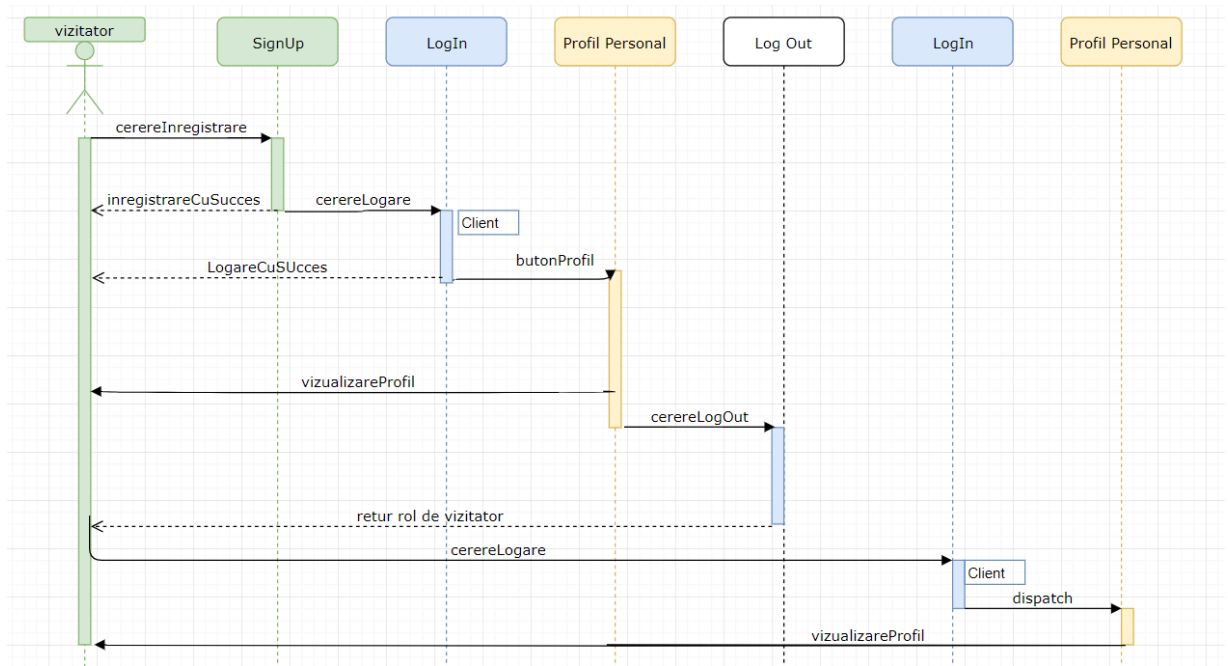 vizitator
SignUp
LogIn
Profil Personal
Log Out
LogIn
Profil Personal
cerereInregistrare
inregistrareCuSucces
cerereLogare
Client
LogareCuSUcces
butonProfil
vizualizareProfil
cerereLogOut
retur rol de vizitator
cerereLogare
Client
dispatch
vizualizareProfil